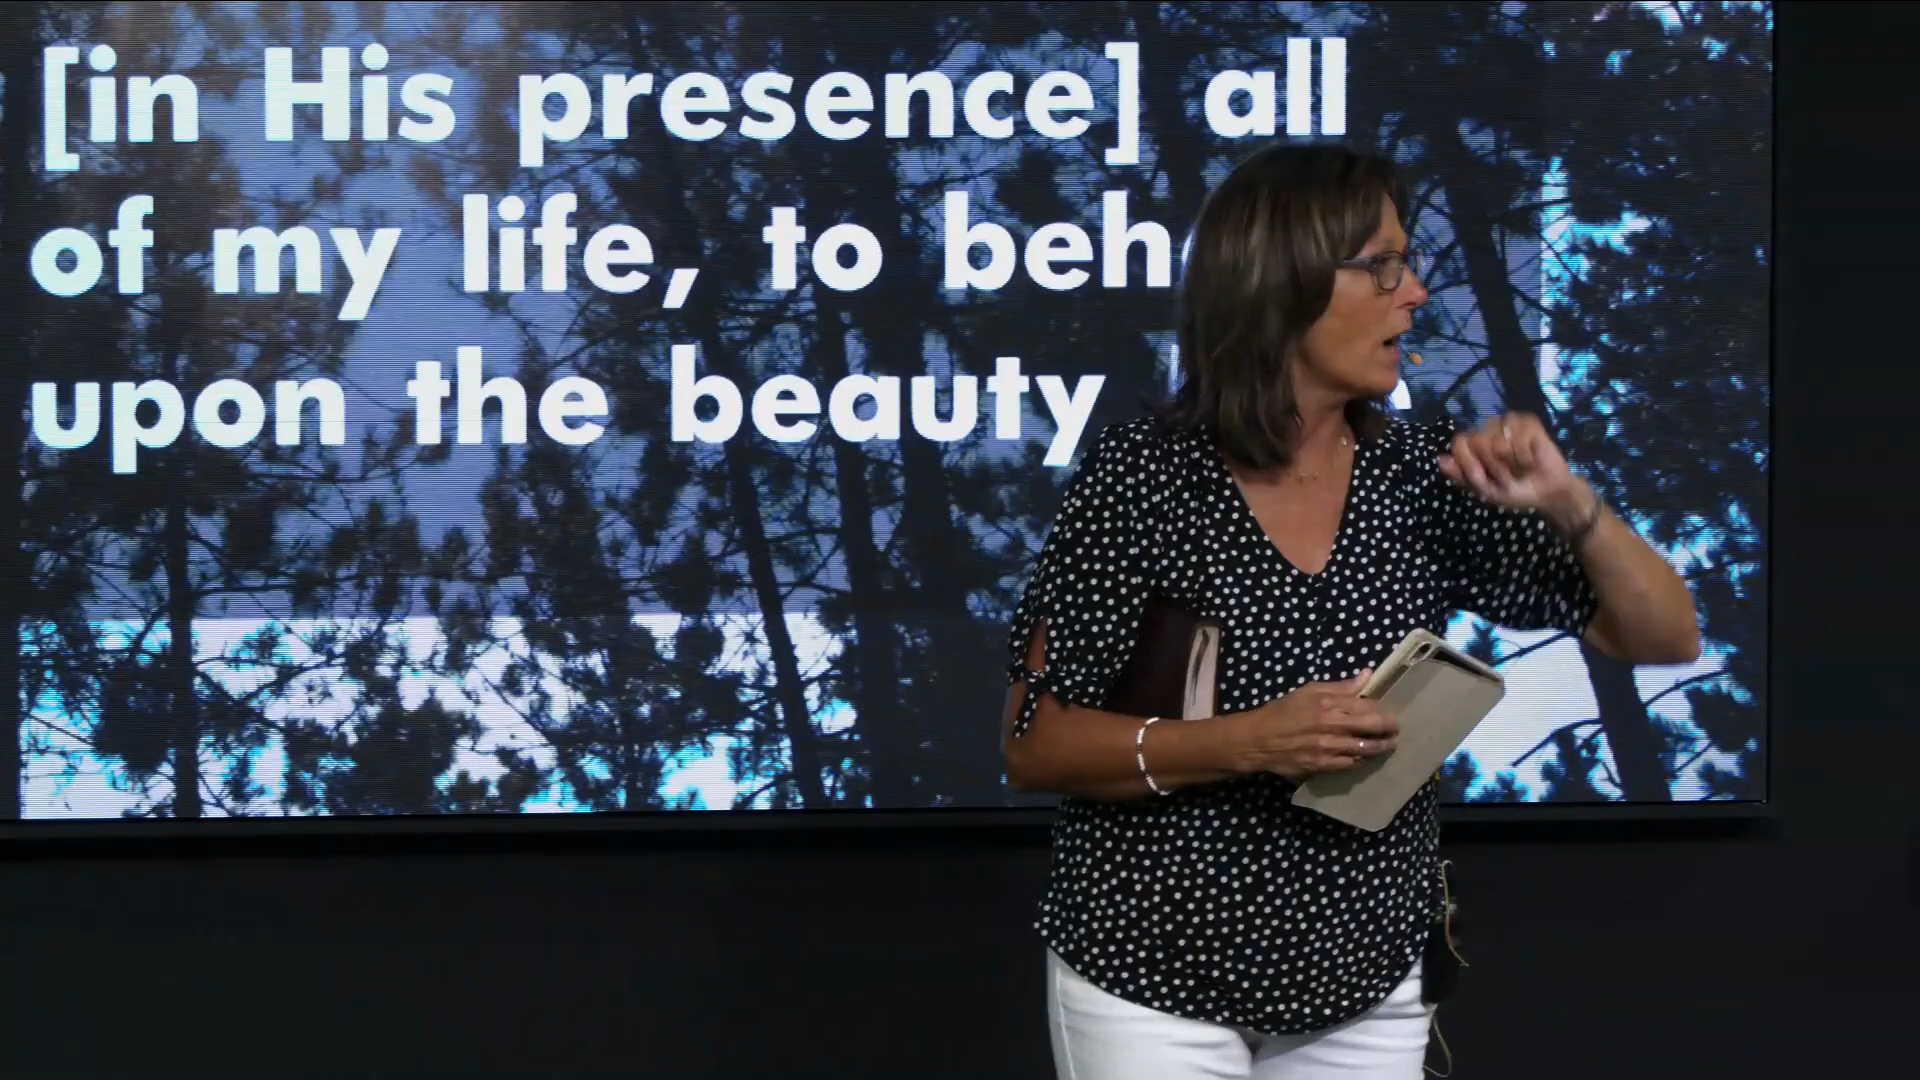 [in His presence] all
of my life, to beh
upon the beauty